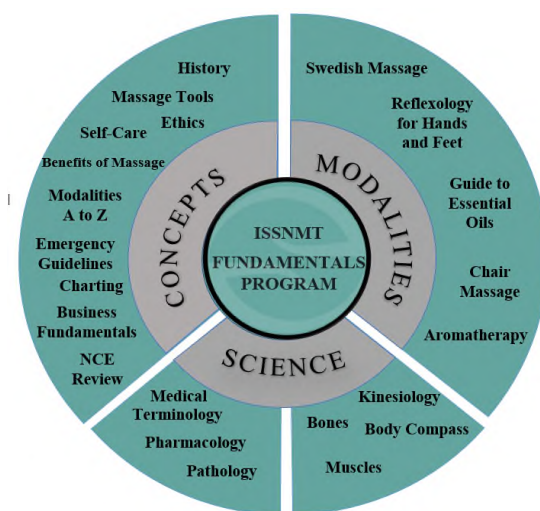 ISSNMT
FUNDAMENTALS
PROGRAM
CONCEPTS
History
Massage Tools
Ethics
Self-Care
Benefits of Massage
Modalities
A to Z
Emergency
Guidelines
Charting
Business
Fundamentals
NCE
Review
MODALITIES
Swedish Massage
Reflexology
for Hands
and Feet
Guide to
Essential
Oils
Chair
Massage
Aromatherapy
SCIENCE
Medical
Terminology
Pharmacology
Pathology
Kinesiology
Bones
Body Compass
Muscles